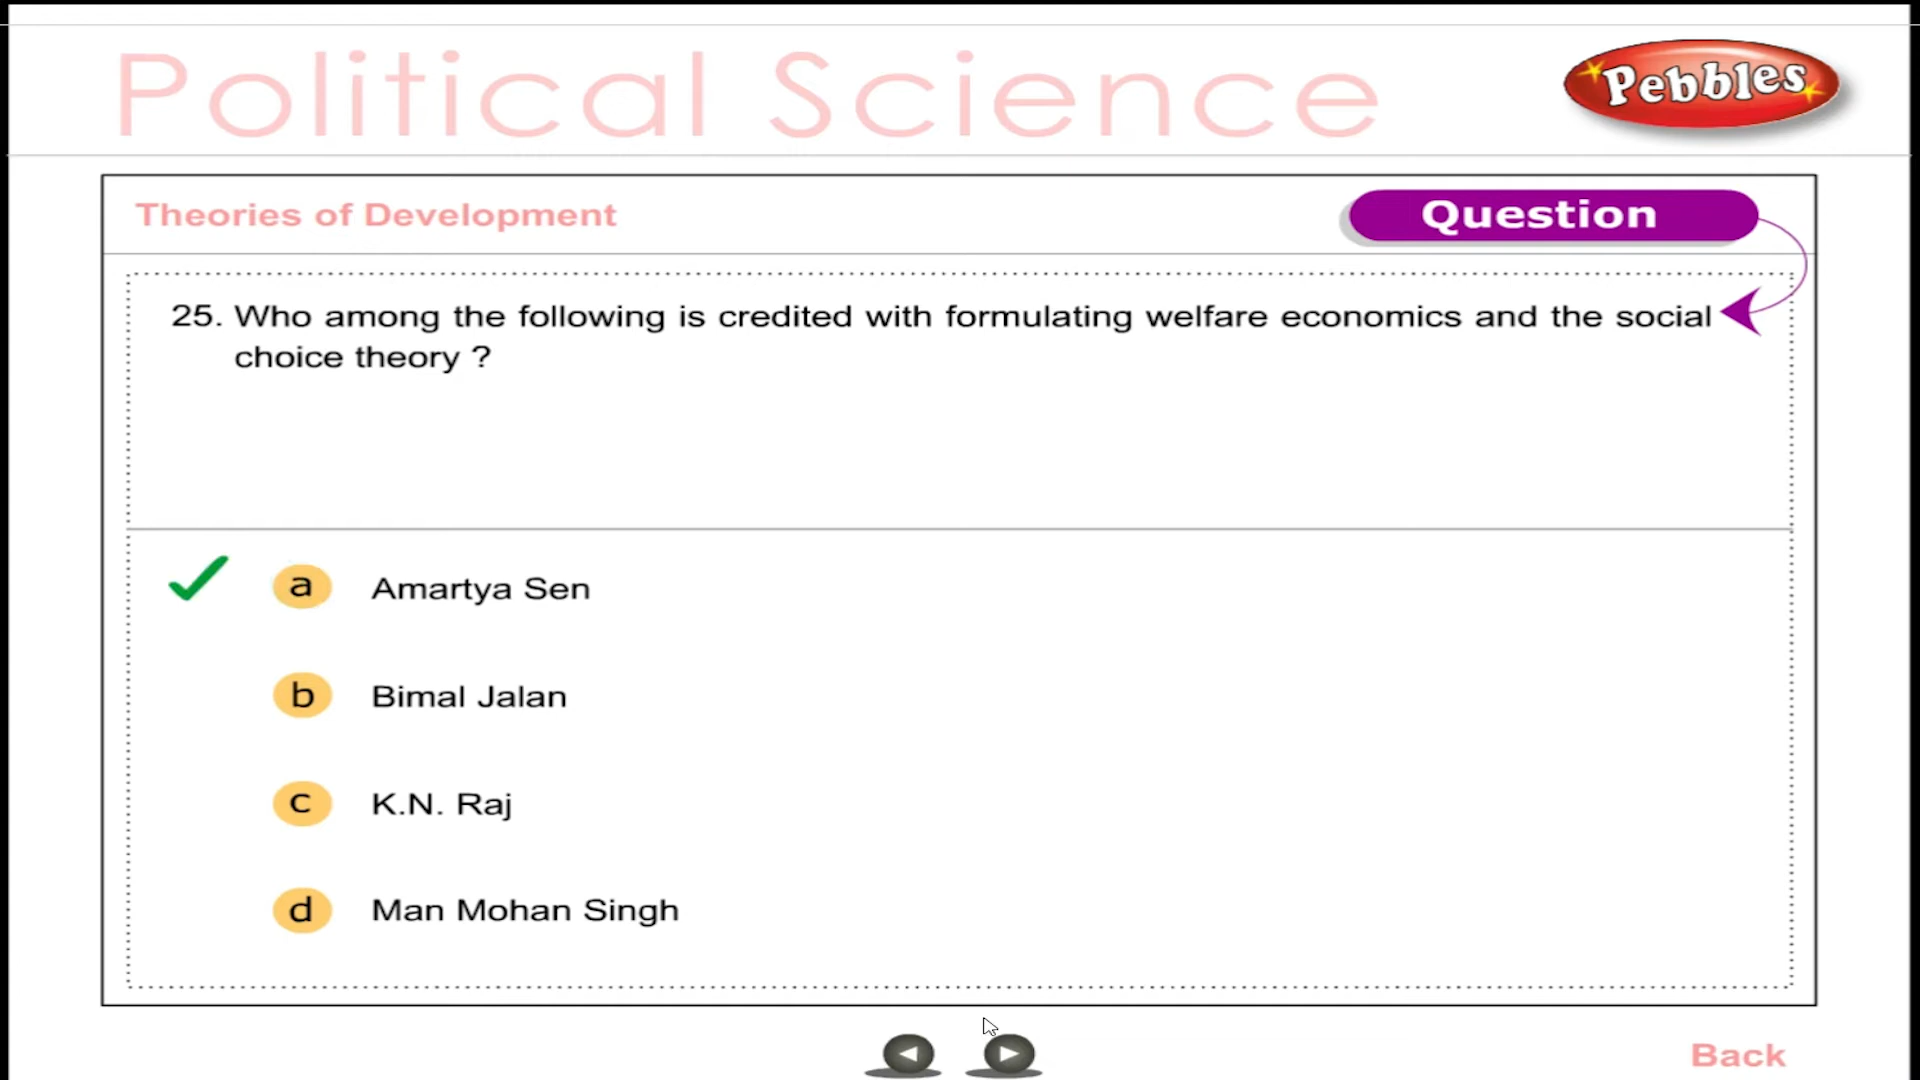 Political Science
Pebbles
Theories of Development
Question
25. Who among the following is credited with formulating welfare economics and the social
choice theory ?
a Amartya Sen
b Bimal Jalan
c K.N. Raj
d Man Mohan Singh
Back